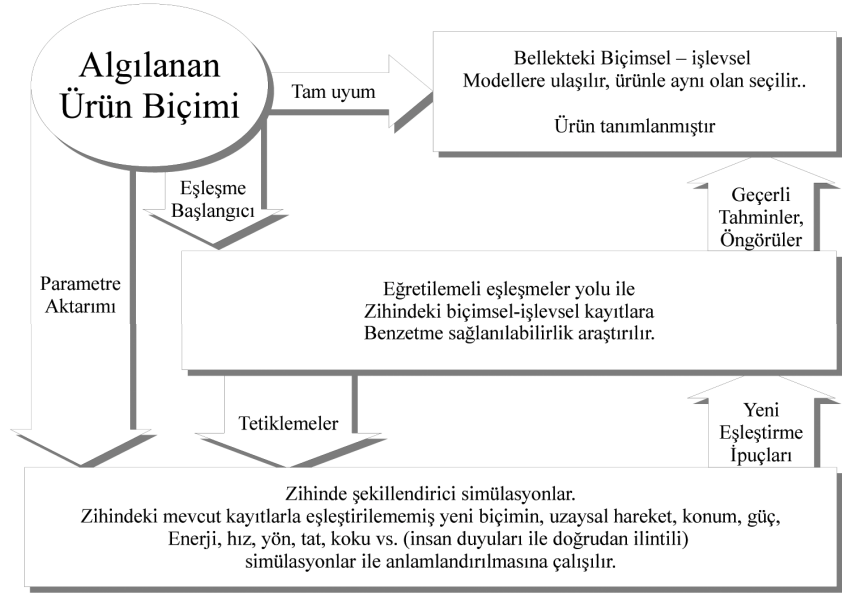 Algılanan
Ürün Biçimi
Tam uyum
Bellekteki Biçimsel – işlevsel
Modellere ulaşılır, ürünle aynı olan seçilir..
Ürün tanımlanmıştır
Eşleşme
Başlangıcı
Geçerli
Tahminler,
Öngörüler
Parametre
Aktarımı
Eğretilemeli eşleşmeler yolu ile
Zihindeki biçimsel-işlevsel kayıtlara
Benzetme sağlanılabilirlik araştırılır.
Tetiklemeler
Yeni
Eşleştirme
İpuçları
Zihinde şekillendirici simülasyonlar.
Zihindeki mevcut kayıtlarla eşleştirilememiş yeni biçimin, uzaysal hareket, konum, güç,
Enerji, hız, yön, tat, koku vs. (insan duyuları ile doğrudan ilintili)
simülasyonlar ile anlamlandırılmasına çalışılır.